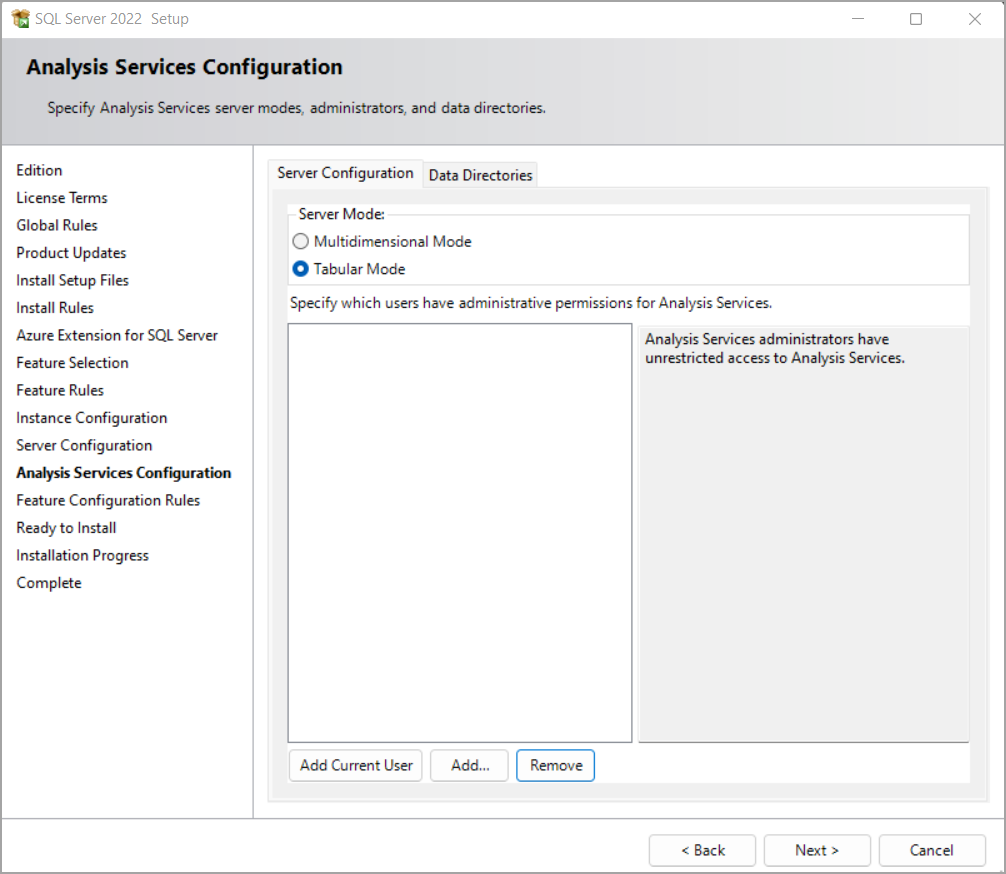 SQL Server 2022 Setup
Analysis Services Configuration
Specify Analysis Services server modes, administrators, and data directories.
Edition
License Terms
Global Rules
Product Updates
Install Setup Files
Install Rules
Azure Extension for SQL Server
Feature Selection
Feature Rules
Instance Configuration
Server Configuration
Analysis Services Configuration
Feature Configuration Rules
Ready to Install
Installation Progress
Complete
Server Configuration
Data Directories
Server Mode:
Multidimensional Mode
Tabular Mode
Specify which users have administrative permissions for Analysis Services.
Analysis Services administrators have
unrestricted access to Analysis Services.
Add Current User
Add...
Remove
< Back
Next >
Cancel